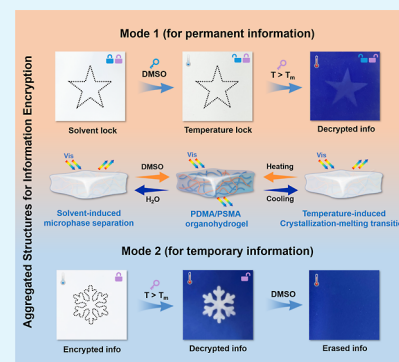 Aggregated Structures for Information Encryption
Mode 1 (for permanent information)
DMSO
T > Tm
Solvent lock
Temperature lock
Decrypted info
Vis
DMSO
H₂O
Vis
Heating
Cooling
Vis
Solvent-induced
microphase separation
PDMA/PSMA
organohydrogel
Temperature-induced
Crystallization-melting transiti
Mode 2 (for temporary information)
T > Tm
DMSO
Encrypted info
Decrypted info
Erased info